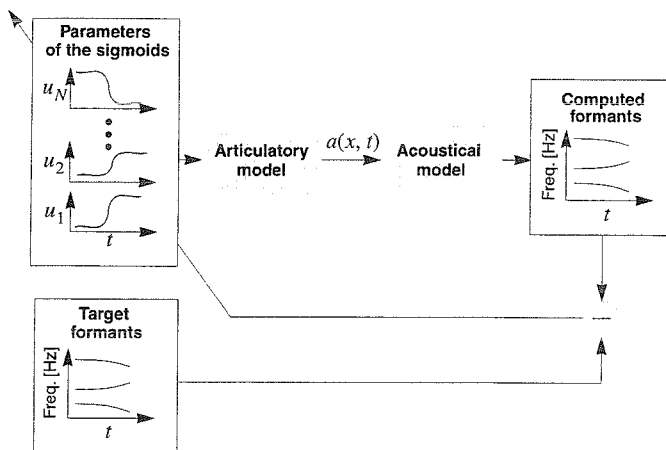 Parameters
of the sigmoids
u_N
u_2
u_1
t
Articulatory
model
a(x, t)
Acoustical
model
Computed
formants
Freq. [Hz]
t
Target
formants
Freq. [Hz]
t